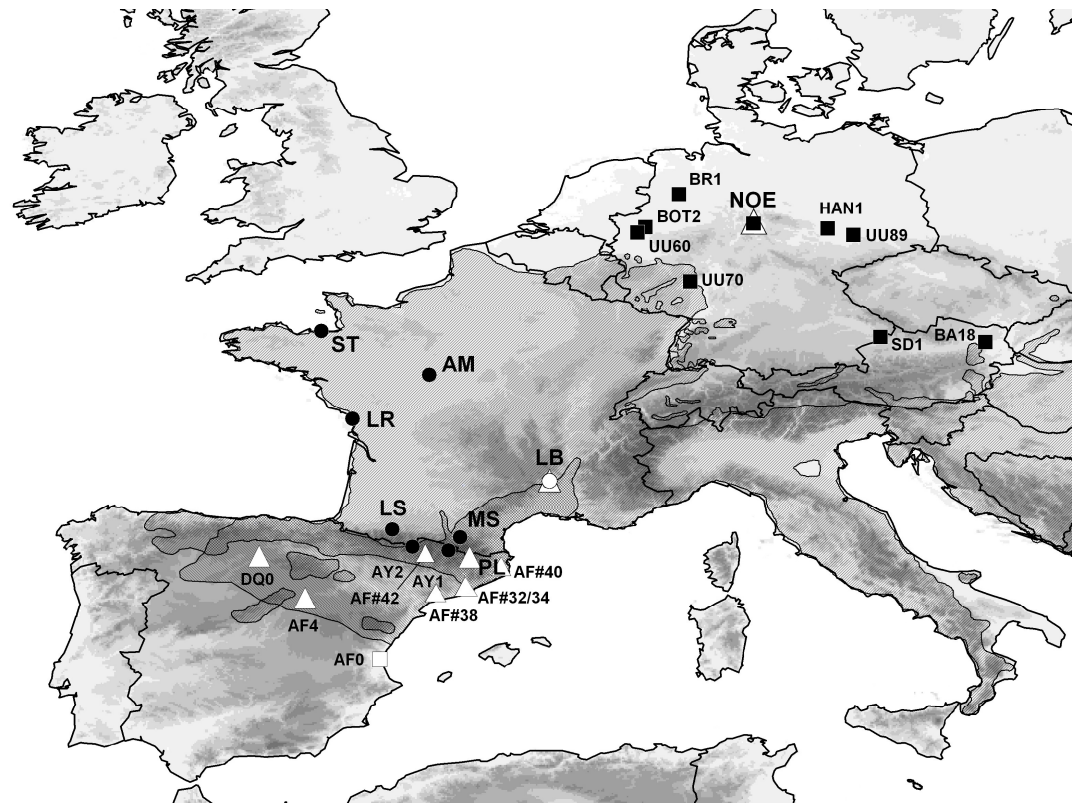 BR1
NOE
HAN1
BOT2
UU60
UU89
UU70
ST
SD1
BA18
AM
LR
LB
LS
MS
AY2
AY1
PL
AF#40
DQ0
AF#42
AF#32/34
AF4
AF#38
AF0